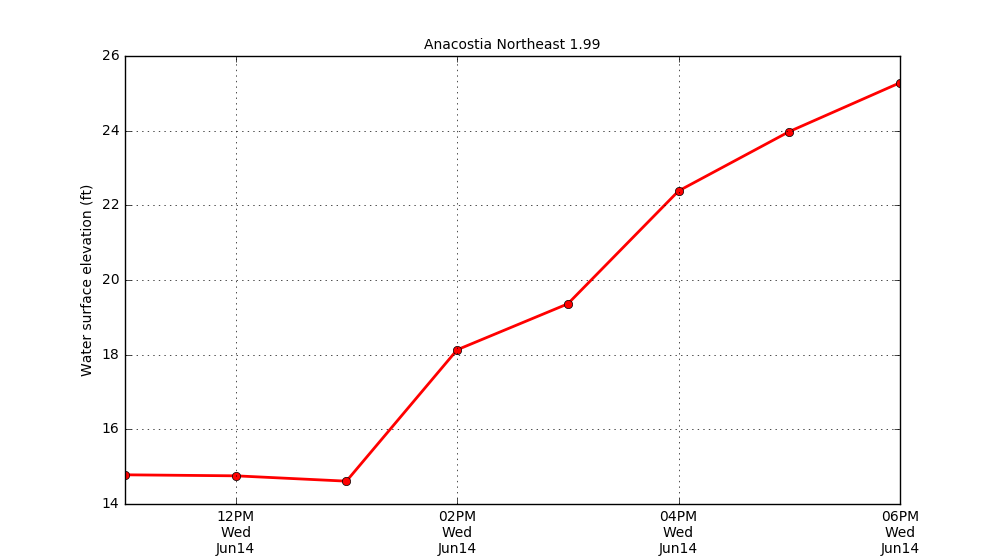 Anacostia Northeast 1.99
Water surface elevation (ft)
26
24
22
20
18
16
14
12PM
Wed
Jun14
02PM
Wed
Jun14
04PM
Wed
Jun14
06PM
Wed
Jun14